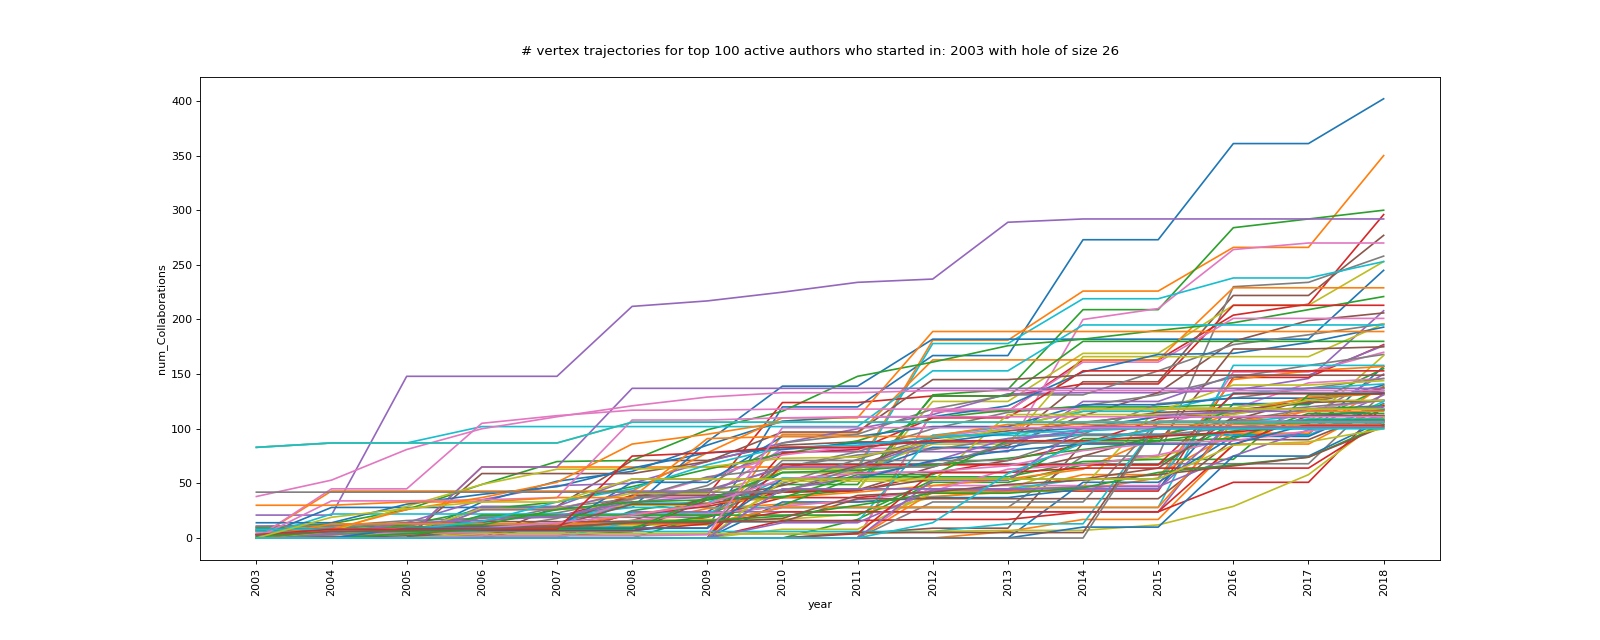 # vertex trajectories for top 100 active authors who started in: 2003 with hole of size 26
400
350
300
250
200
150
100
50
0
num_Collaborations
2003 2004 2005 2006 2007 2008 2009 2010 2011 2012 2013 2014 2015 2016 2017 2018
year